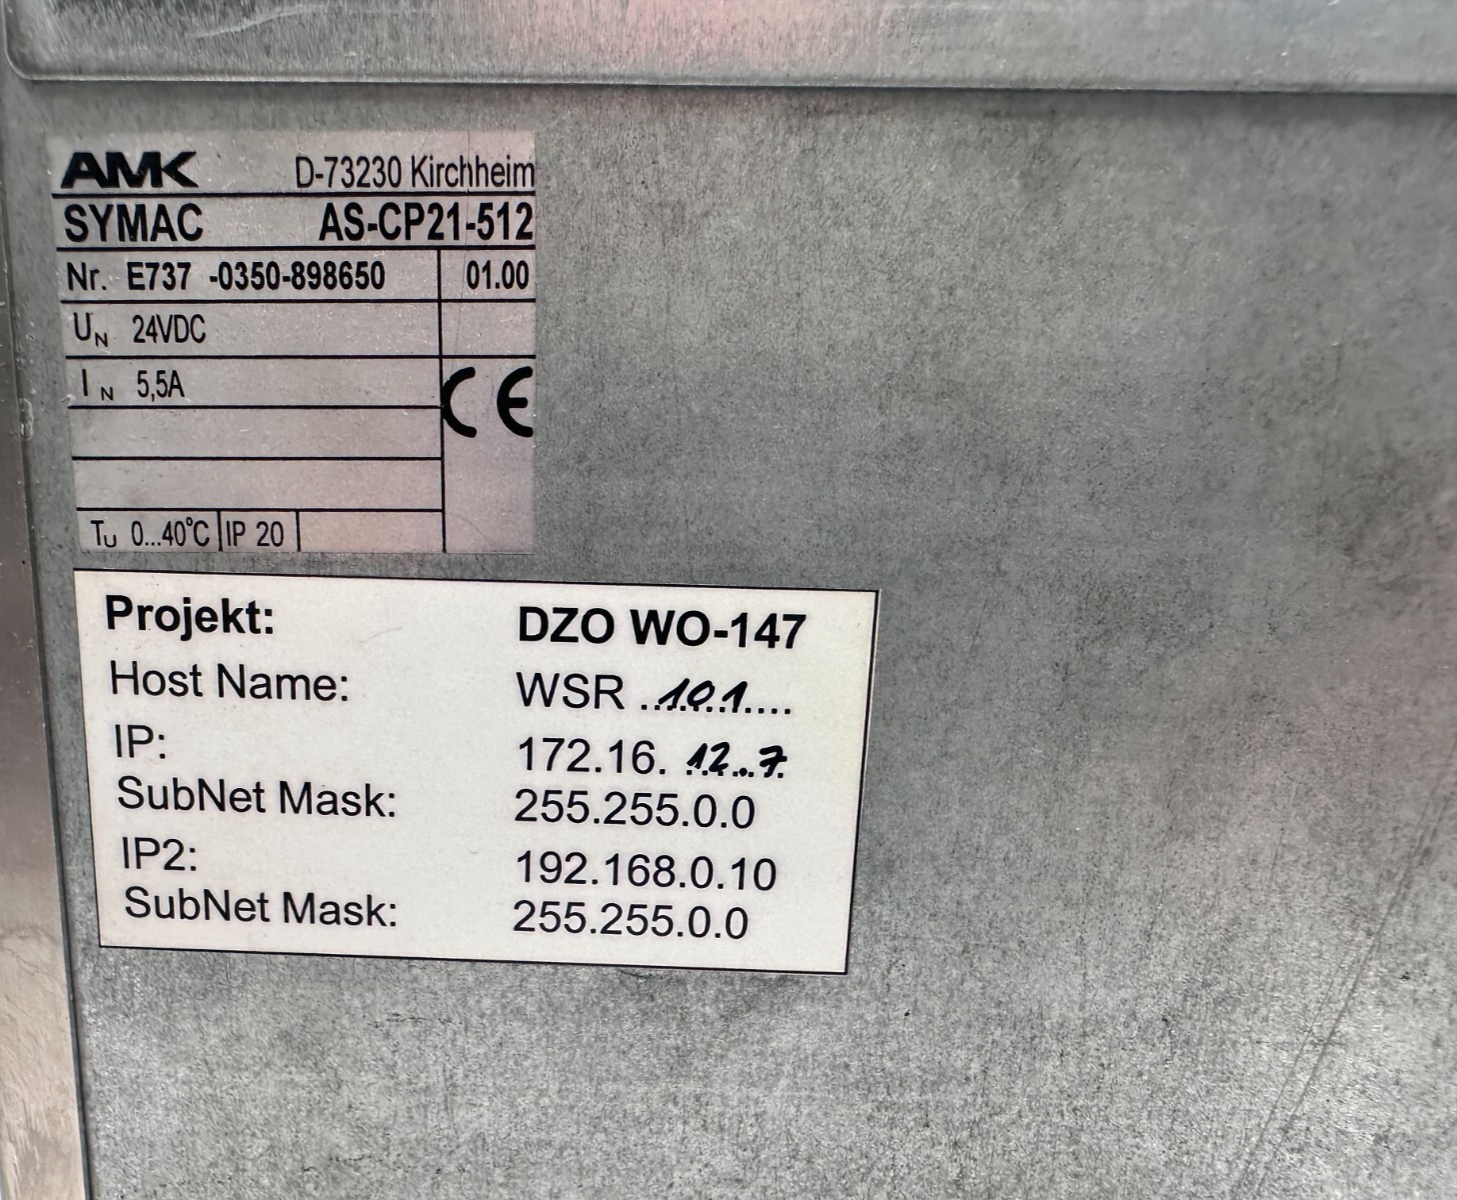 AMK D-73230 Kirchheim
SYMAC AS-CP21-512
Nr. E737 -0350-898650 01.00
UN 24VDC
IN 5,5A
CE
TU 0...40°C IP 20
Projekt: DZO WO-147
Host Name: WSR ..101....
IP: 172.16. 12..7
SubNet Mask: 255.255.0.0
IP2: 192.168.0.10
SubNet Mask: 255.255.0.0